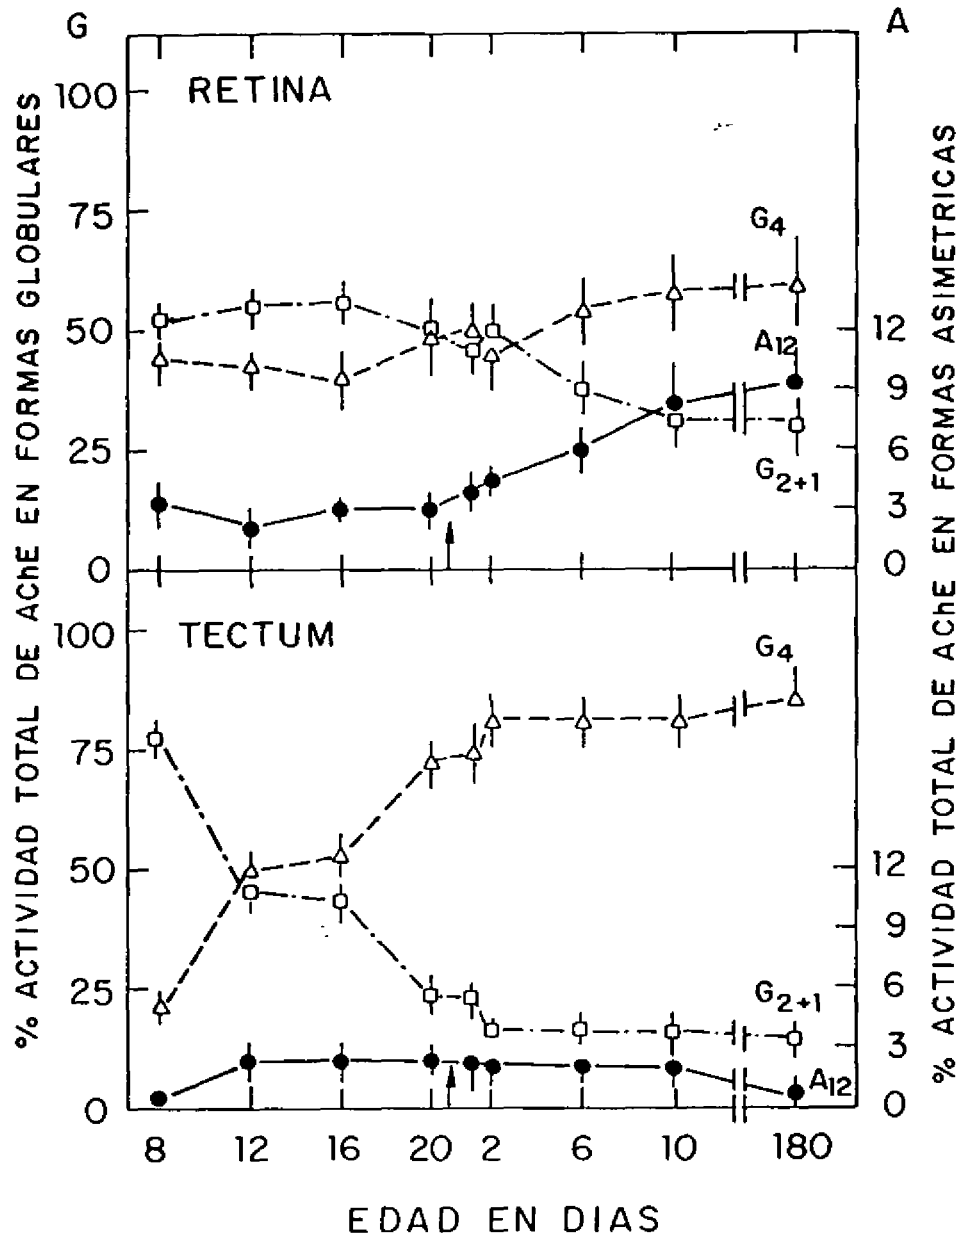 G
A
% ACTIVIDAD TOTAL DE AChE EN FORMAS GLOBULARES
% ACTIVIDAD TOTAL DE AChE EN FORMAS ASIMETRICAS
RETINA
100
75
50
25
0
12
9
6
3
0
G4
A12
G2+1
TECTUM
100
75
50
25
0
12
9
6
3
0
G4
G2+1
A12
8 12 16 20 2 6 10 180
EDAD EN DIAS